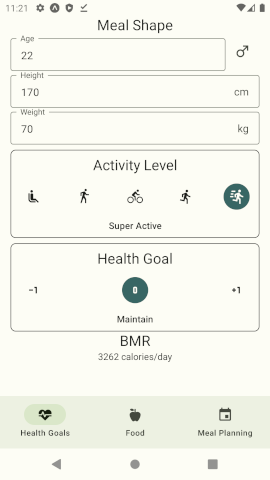 11:21
Meal Shape
Age
22
Height
170 cm
Weight
70 kg
Activity Level
Super Active
Health Goal
-1 0 +1
Maintain
BMR
3262 calories/day
Health Goals Food Meal Planning